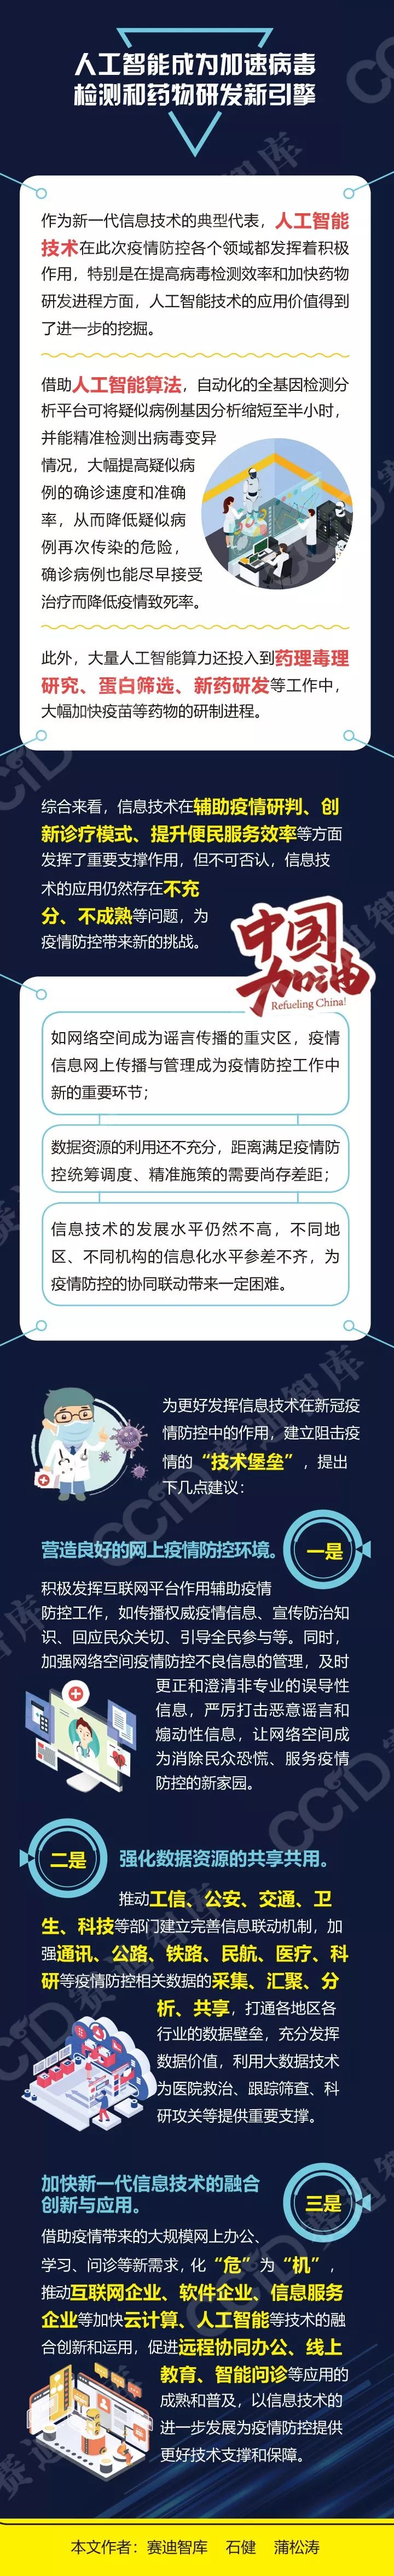 人工智能成为加速病毒
检测和药物研发新引擎
作为新一代信息技术的典型代表，人工智能
技术在此次疫情防控各个领域都发挥着积极
作用，特别是在提高病毒检测效率和加快药物
研发进程方面，人工智能技术的应用价值得到
了进一步的挖掘。
借助人工智能算法，自动化的全基因检测分
析平台可将疑似病例基因分析缩短至半小时，
并能精准检测出病毒变异
情况，大幅提高疑似病
例的确诊速度和准确
率，从而降低疑似病
例再次传染的危险，
确诊病例也能尽早接受
治疗而降低疫情致死率。
此外，大量人工智能算力还投入到药理毒理
研究、蛋白筛选、新药研发等工作中，
大幅加快疫苗等药物的研制进程。
综合来看，信息技术在辅助疫情研判、创
新诊疗模式、提升便民服务效率等方面
发挥了重要支撑作用，但不可否认，信息技
术的应用仍然存在不充
分、不成熟等问题，为
疫情防控带来新的挑战。
中国
加油
Refueling China!
如网络空间成为谣言传播的重灾区，疫情
信息网上传播与管理成为疫情防控工作中
新的重要环节；
数据资源的利用还不充分，距离满足疫情防
控统筹调度、精准施策的需要尚存差距；
信息技术的发展水平仍然不高，不同地
区、不同机构的信息化水平参差不齐，为
疫情防控的协同联动带来一定困难。
为更好发挥信息技术在新冠疫
情防控中的作用，建立阻击疫
情的“技术堡垒”，提出
下几点建议：
营造良好的网上疫情防控环境。
一是
积极发挥互联网平台作用辅助疫情
防控工作，如传播权威疫情信息、宣传防治知
识、回应民众关切、引导全民参与等。同时，
加强网络空间疫情防控不良信息的管理，及时
更正和澄清非专业的误导性
信息，严厉打击恶意谣言和
煽动性信息，让网络空间成
为消除民众恐慌、服务疫情
防控的新家园。
二是
强化数据资源的共享共用。
推动工信、公安、交通、卫
生、科技等部门建立完善信息联动机制，加
强通讯、公路、铁路、民航、医疗、科
研等疫情防控相关数据的采集、汇聚、分
析、共享，打通各地区各
行业的数据壁垒，充分发挥
数据价值，利用大数据技术
为医院救治、跟踪筛查、科
研攻关等提供重要支撑。
加快新一代信息技术的融合
创新与应用。
三是
借助疫情带来的大规模网上办公、
学习、问诊等新需求，化“危”为“机”，
推动互联网企业、软件企业、信息服务
企业等加快云计算、人工智能等技术的融
合创新和运用，促进远程协同办公、线上
教育、智能问诊等应用的
成熟和普及，以信息技术的
进一步发展为疫情防控提供
更好技术支撑和保障。
本文作者：赛迪智库 石健 蒲松涛
CCID赛迪智库